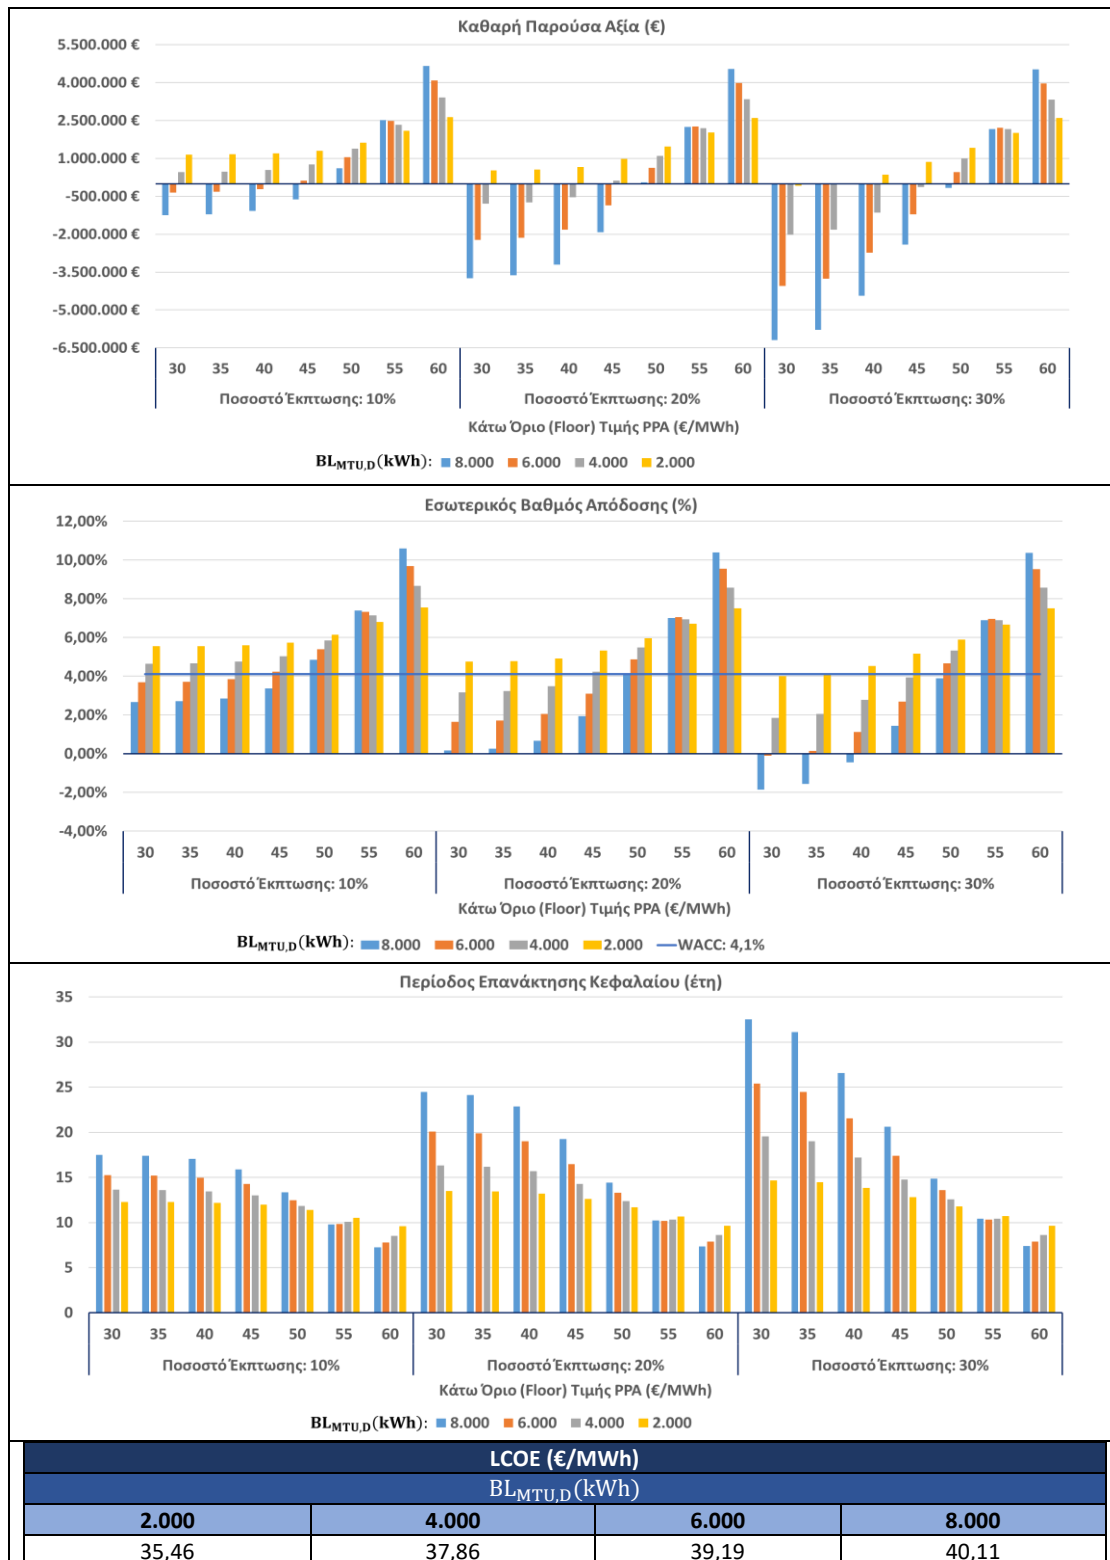 Καθαρή Παρούσα Αξία (€)
5.500.000 €
4.000.000 €
2.500.000 €
1.000.000 €
-500.000 €
-2.000.000 €
-3.500.000 €
-5.000.000 €
-6.500.000 €
30 35 40 45 50 55 60 30 35 40 45 50 55 60 30 35 40 45 50 55 60
Ποσοστό Έκπτωσης: 10% Ποσοστό Έκπτωσης: 20% Ποσοστό Έκπτωσης: 30%
Κάτω Όριο (Floor) Τιμής PPA (€/MWh)
BL_MTU,D(kWh): 8.000 6.000 4.000 2.000
Εσωτερικός Βαθμός Απόδοσης (%)
12,00%
10,00%
8,00%
6,00%
4,00%
2,00%
0,00%
-2,00%
-4,00%
30 35 40 45 50 55 60 30 35 40 45 50 55 60 30 35 40 45 50 55 60
Ποσοστό Έκπτωσης: 10% Ποσοστό Έκπτωσης: 20% Ποσοστό Έκπτωσης: 30%
Κάτω Όριο (Floor) Τιμής PPA (€/MWh)
BL_MTU,D(kWh): 8.000 6.000 4.000 2.000 WACC: 4,1%
Περίοδος Επανάκτησης Κεφαλαίου (έτη)
35
30
25
20
15
10
5
0
30 35 40 45 50 55 60 30 35 40 45 50 55 60 30 35 40 45 50 55 60
Ποσοστό Έκπτωσης: 10% Ποσοστό Έκπτωσης: 20% Ποσοστό Έκπτωσης: 30%
Κάτω Όριο (Floor) Τιμής PPA (€/MWh)
BL_MTU,D(kWh): 8.000 6.000 4.000 2.000
LCOE (€/MWh)
BL_MTU,D(kWh)
2.000 4.000 6.000 8.000
35,46 37,86 39,19 40,11